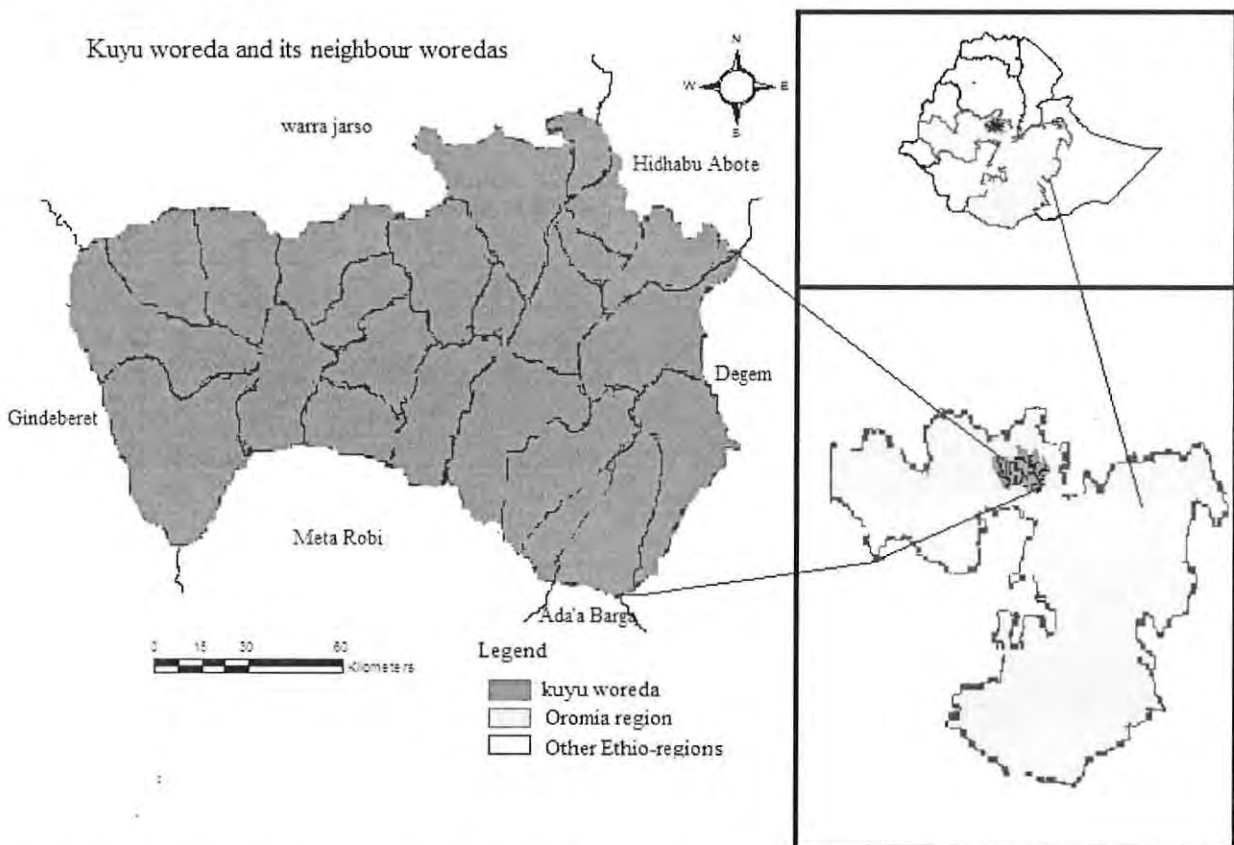 Kuyu woreda and its neighbour woredas
N
W E
S
warra jarso
Hidhabu Abote
Degem
Gindeberet
Meta Robi
Ada'a Barga
0 15 30 60
Kilometers
Legend
kuyu woreda
Oromia region
Other Ethio-regions